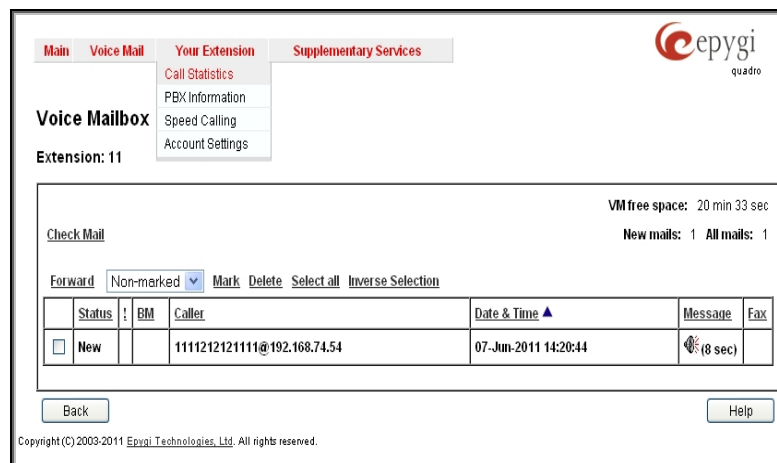 Main Voice Mail Your Extension Supplementary Services
epygi
quadro
Call Statistics
PBX Information
Speed Calling
Account Settings
Voice Mailbox
Extension: 11
VM free space: 20 min 33 sec
Check Mail New mails: 1 All mails: 1
Forward Non-marked Mark Delete Select all Inverse Selection
Status ! BM Caller Date & Time ▲ Message Fax
New 1111212121111@192.168.74.54 07-Jun-2011 14:20:44 (8 sec)
Back Help
Copyright (C) 2003-2011 Epygi Technologies, Ltd. All rights reserved.